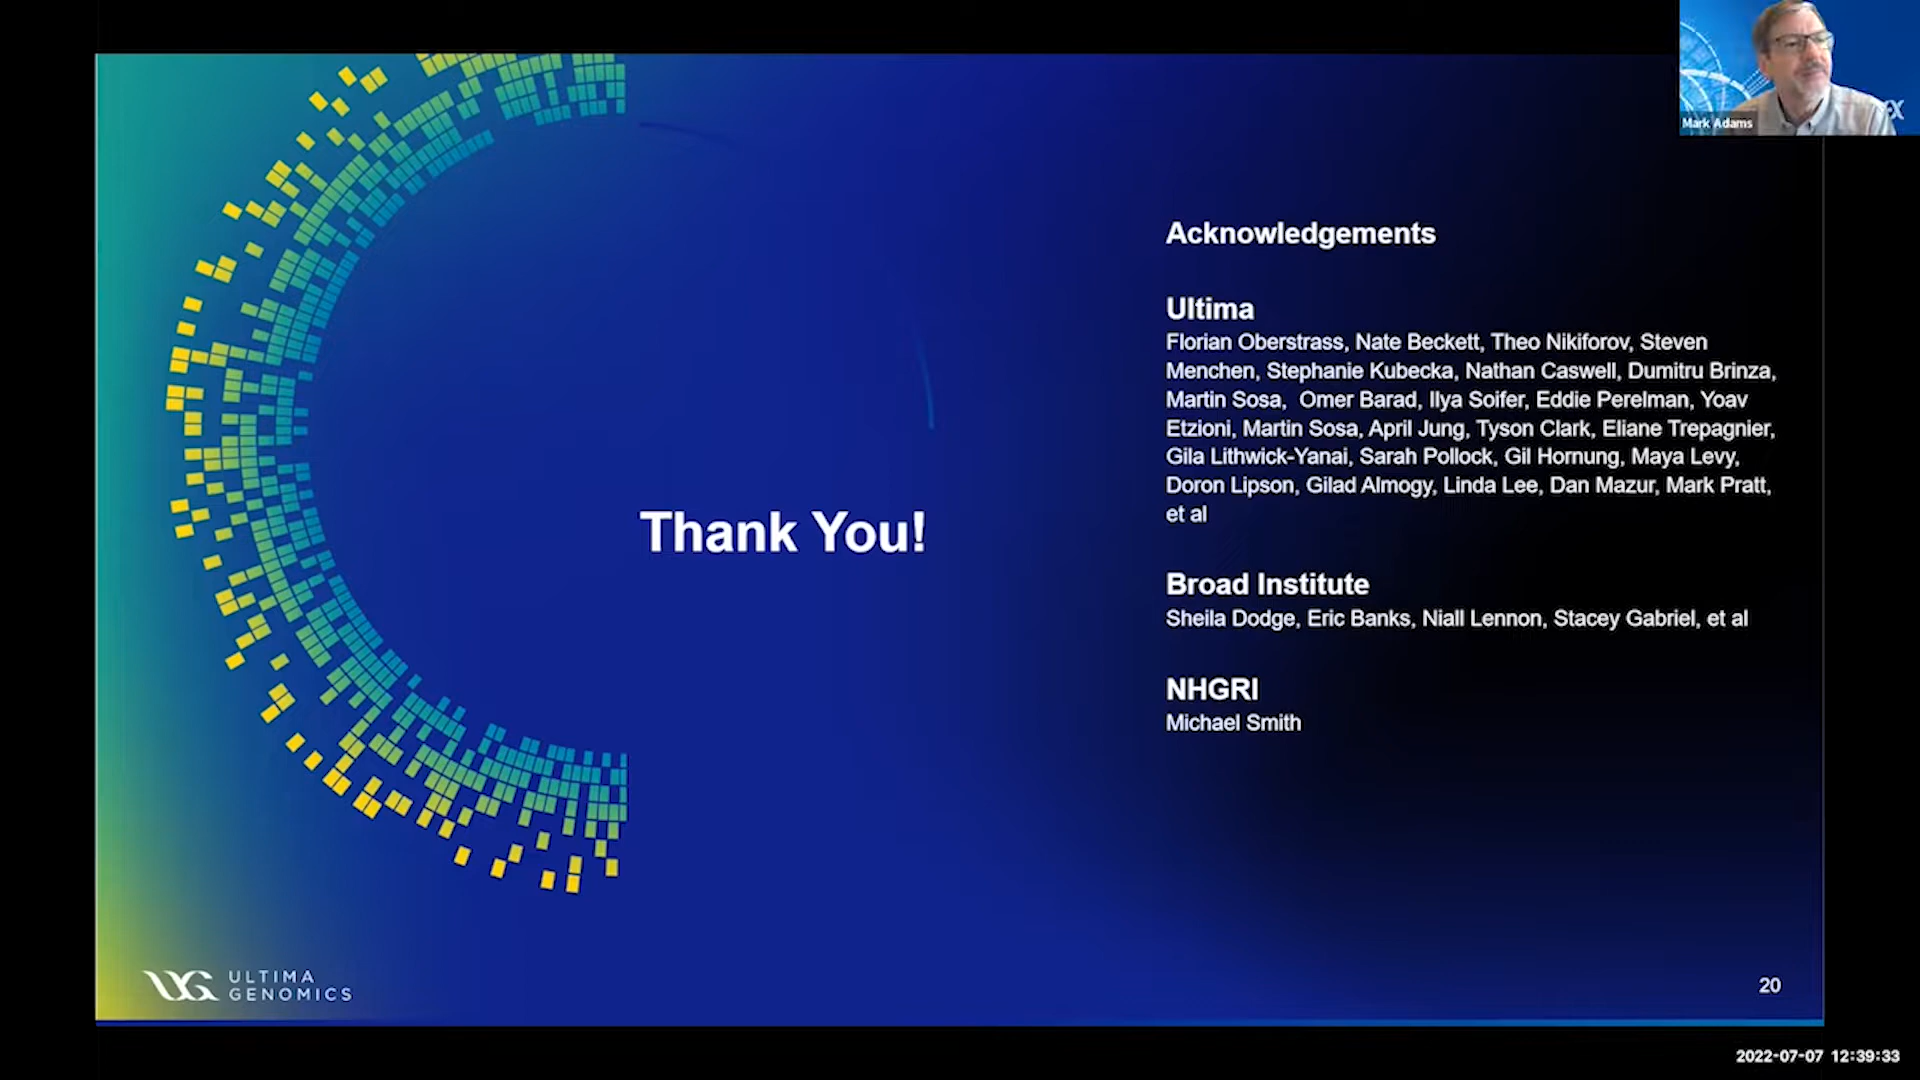 Mark Adams
Acknowledgements
Ultima
Florian Oberstrass, Nate Beckett, Theo Nikiforov, Steven
Menchen, Stephanie Kubecka, Nathan Caswell, Dumitru Brinza,
Martin Sosa,  Omer Barad, Ilya Soifer, Eddie Perelman, Yoav
Etzioni, Martin Sosa, April Jung, Tyson Clark, Eliane Trepagnier,
Gila Lithwick-Yanai, Sarah Pollock, Gil Hornung, Maya Levy,
Doron Lipson, Gilad Almogy, Linda Lee, Dan Mazur, Mark Pratt,
et al
Thank You!
Broad Institute
Sheila Dodge, Eric Banks, Niall Lennon, Stacey Gabriel, et al
NHGRI
Michael Smith
UG ULTIMA
GENOMICS
20
2022-07-07 12:39:33